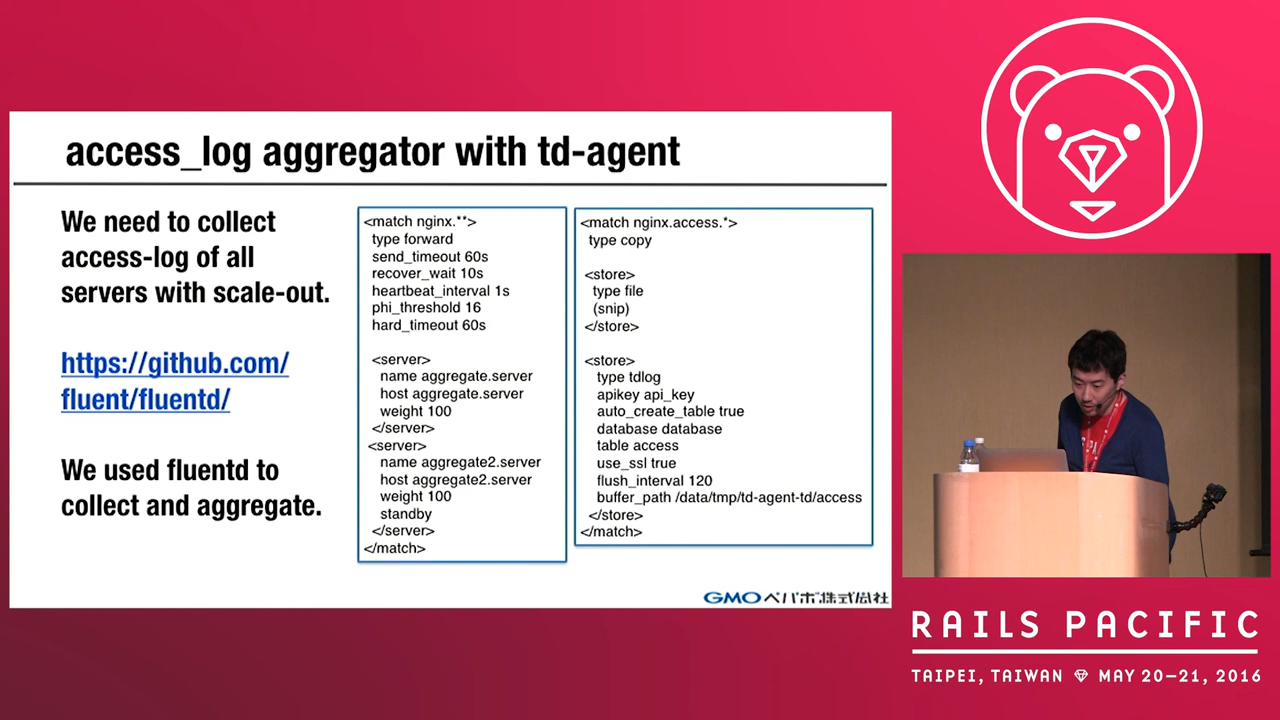 access_log aggregator with td-agent
We need to collect
access-log of all
servers with scale-out.
https://github.com/
fluent/fluentd/
We used fluentd to
collect and aggregate.
<match nginx.**>
type forward
send_timeout 60s
recover_wait 10s
heartbeat_interval 1s
phi_threshold 16
hard_timeout 60s
<server>
name aggregate.server
host aggregate.server
weight 100
</server>
<server>
name aggregate2.server
host aggregate2.server
weight 100
standby
</server>
</match>
<match nginx.access.*>
type copy
<store>
type file
(snip)
</store>
<store>
type tdlog
apikey api_key
auto_create_table true
database database
table access
use_ssl true
flush_interval 120
buffer_path /data/tmp/td-agent-td/access
</store>
</match>
GMOペパボ株式会社
RAILS PACIFIC
TAIPEI, TAIWAN MAY 20–21, 2016